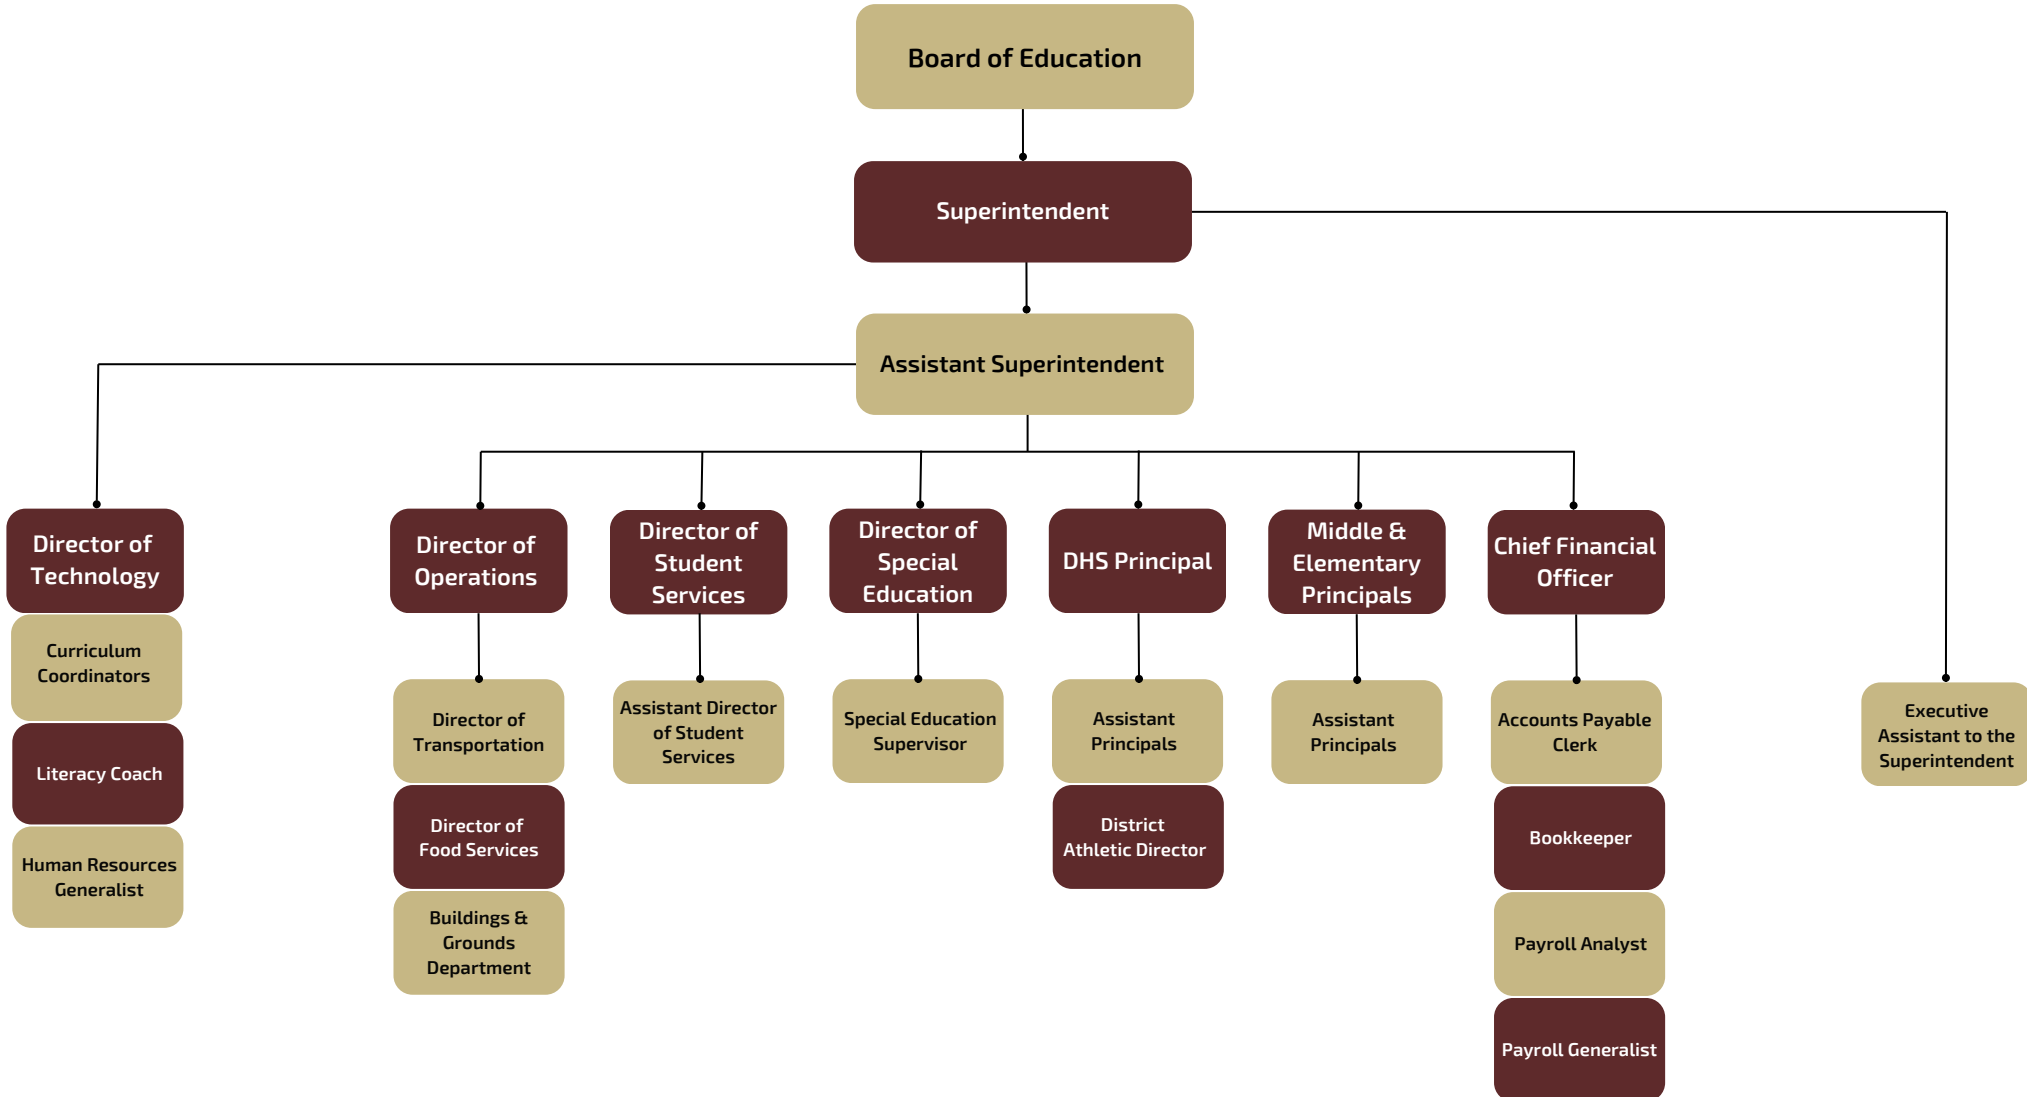 Board of Education
Superintendent
Assistant Superintendent
Director of
Technology
Curriculum
Coordinators
Literacy Coach
Human Resources
Generalist
Director of
Operations
Director of
Transportation
Director of
Food Services
Buildings &
Grounds
Department
Director of
Student
Services
Assistant Director
of Student
Services
Director of
Special
Education
Special Education
Supervisor
DHS Principal
Assistant
Principals
District
Athletic Director
Middle &
Elementary
Principals
Assistant
Principals
Chief Financial
Officer
Accounts Payable
Clerk
Bookkeeper
Payroll Analyst
Payroll Generalist
Executive
Assistant to the
Superintendent